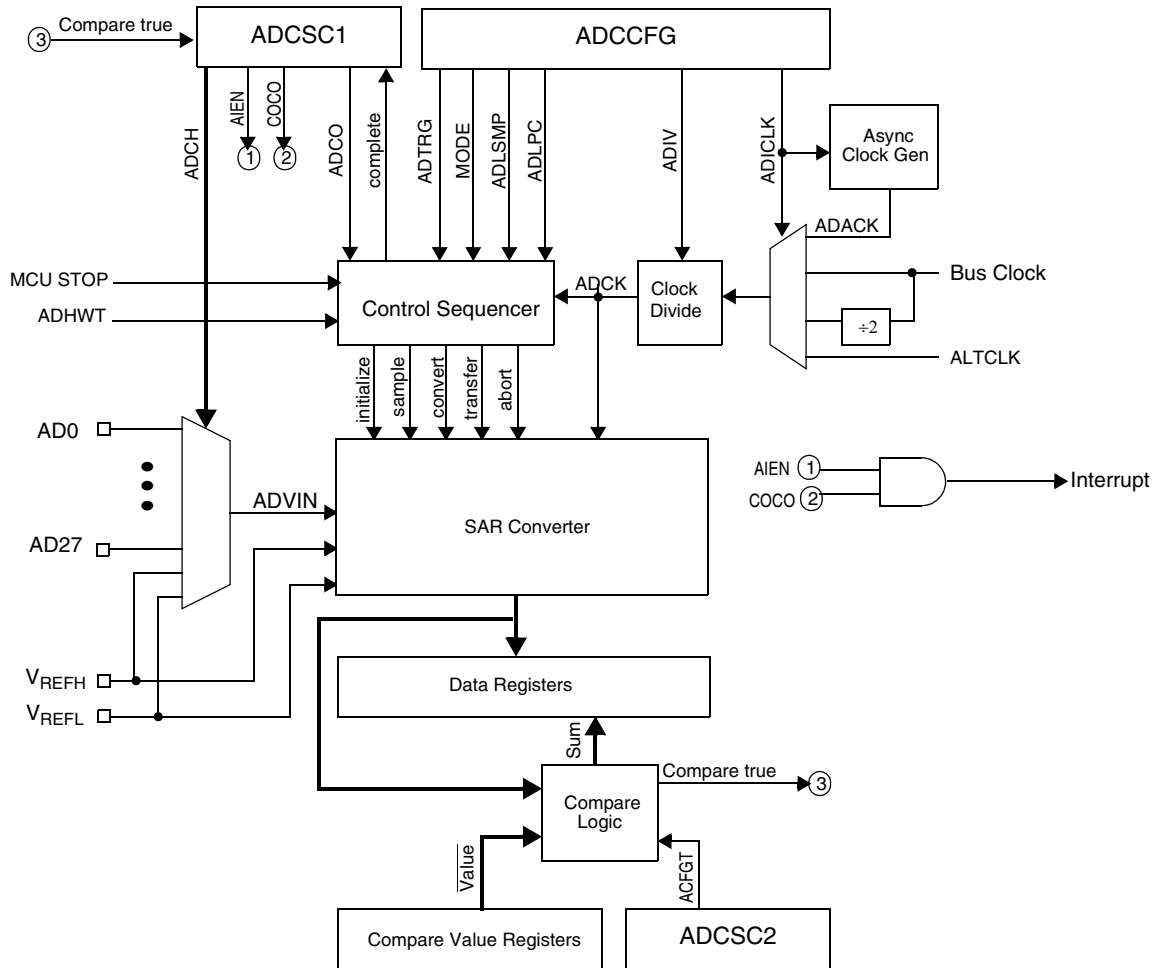 3 Compare true
ADCSC1
ADCCFG
ADCH
AIEN
COCO
ADCO
complete
ADTRG
MODE
ADLSMP
ADLPC
ADIV
ADICLK
1
2
Async
Clock Gen
ADACK
MCU STOP
ADHWT
Control Sequencer
ADCK
Clock
Divide
Bus Clock
÷2
ALTCLK
initialize
sample
convert
transfer
abort
AD0
AD27
ADVIN
SAR Converter
AIEN 1
COCO 2
Interrupt
VREFH
VREFL
Data Registers
Sum
Compare true
3
Compare
Logic
Value
ACFGT
Compare Value Registers
ADCSC2